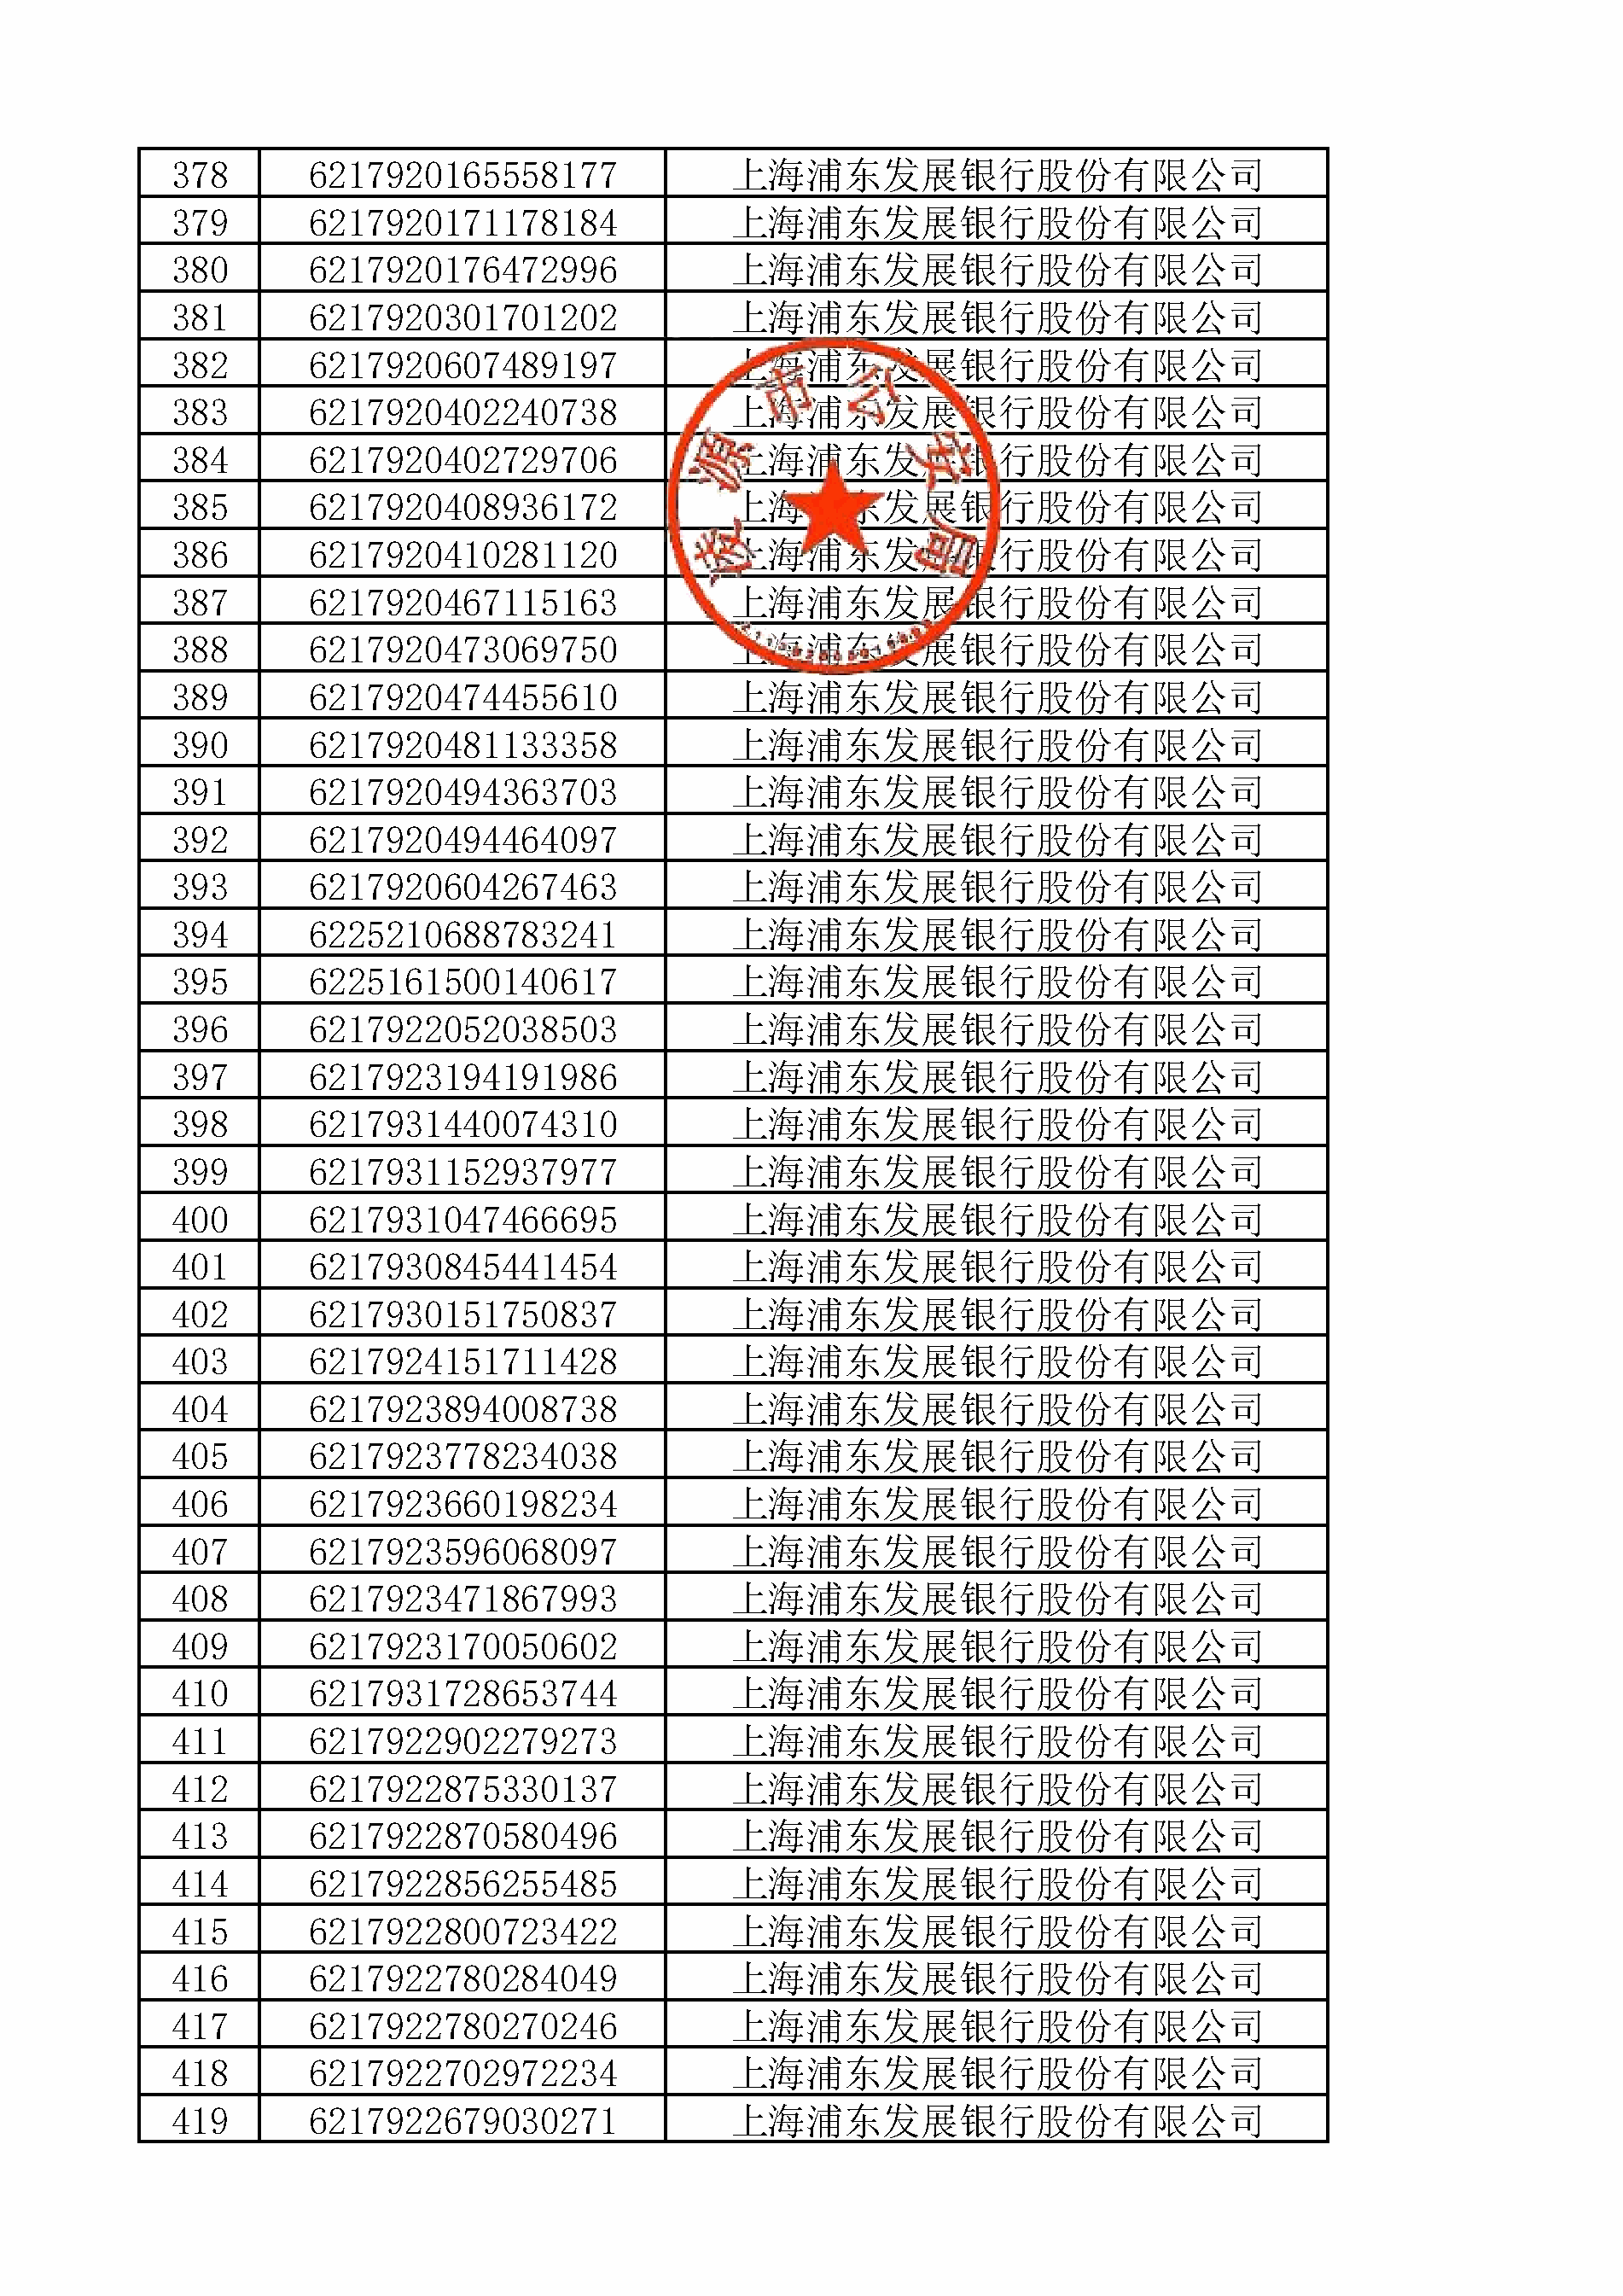 378 6217920165558177 上海浦东发展银行股份有限公司
379 6217920171178184 上海浦东发展银行股份有限公司
380 6217920176472996 上海浦东发展银行股份有限公司
381 6217920301701202 上海浦东发展银行股份有限公司
382 6217920607489197 上海浦东发展银行股份有限公司
383 6217920402240738 上海浦东发展银行股份有限公司
384 6217920402729706 上海浦东发展银行股份有限公司
385 6217920408936172 上海浦东发展银行股份有限公司
386 6217920410281120 上海浦东发展银行股份有限公司
387 6217920467115163 上海浦东发展银行股份有限公司
388 6217920473069750 上海浦东发展银行股份有限公司
389 6217920474455610 上海浦东发展银行股份有限公司
390 6217920481133358 上海浦东发展银行股份有限公司
391 6217920494363703 上海浦东发展银行股份有限公司
392 6217920494464097 上海浦东发展银行股份有限公司
393 6217920604267463 上海浦东发展银行股份有限公司
394 6225210688783241 上海浦东发展银行股份有限公司
395 6225161500140617 上海浦东发展银行股份有限公司
396 6217922052038503 上海浦东发展银行股份有限公司
397 6217923194191986 上海浦东发展银行股份有限公司
398 6217931440074310 上海浦东发展银行股份有限公司
399 6217931152937977 上海浦东发展银行股份有限公司
400 6217931047466695 上海浦东发展银行股份有限公司
401 6217930845441454 上海浦东发展银行股份有限公司
402 6217930151750837 上海浦东发展银行股份有限公司
403 6217924151711428 上海浦东发展银行股份有限公司
404 6217923894008738 上海浦东发展银行股份有限公司
405 6217923778234038 上海浦东发展银行股份有限公司
406 6217923660198234 上海浦东发展银行股份有限公司
407 6217923596068097 上海浦东发展银行股份有限公司
408 6217923471867993 上海浦东发展银行股份有限公司
409 6217923170050602 上海浦东发展银行股份有限公司
410 6217931728653744 上海浦东发展银行股份有限公司
411 6217922902279273 上海浦东发展银行股份有限公司
412 6217922875330137 上海浦东发展银行股份有限公司
413 6217922870580496 上海浦东发展银行股份有限公司
414 6217922856255485 上海浦东发展银行股份有限公司
415 6217922800723422 上海浦东发展银行股份有限公司
416 6217922780284049 上海浦东发展银行股份有限公司
417 6217922780270246 上海浦东发展银行股份有限公司
418 6217922702972234 上海浦东发展银行股份有限公司
419 6217922679030271 上海浦东发展银行股份有限公司
凌源市公安局